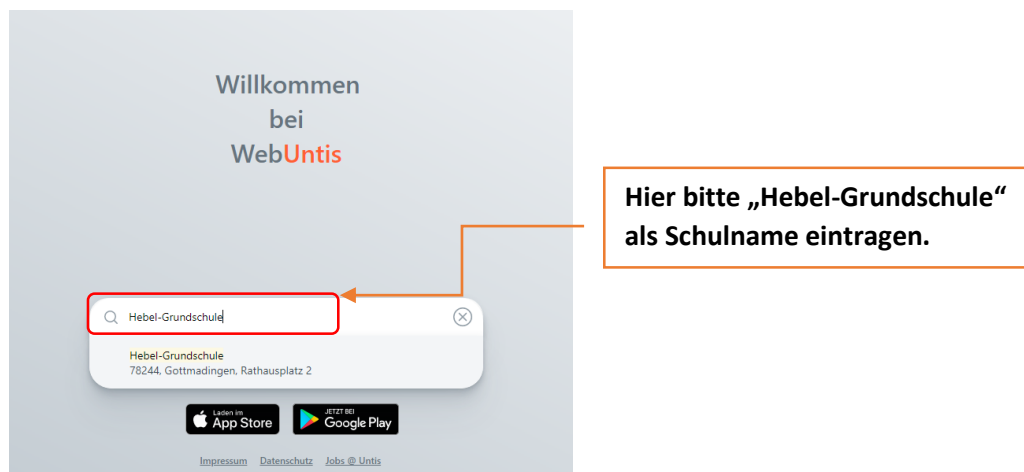 Willkommen
bei
WebUntis
Hier bitte „Hebel-Grundschule“
als Schulname eintragen.
Hebel-Grundschule
Hebel-Grundschule
78244, Gottmadingen, Rathausplatz 2
Laden im
App Store
JETZT BEI
Google Play
Impressum Datenschutz Jobs @ Untis